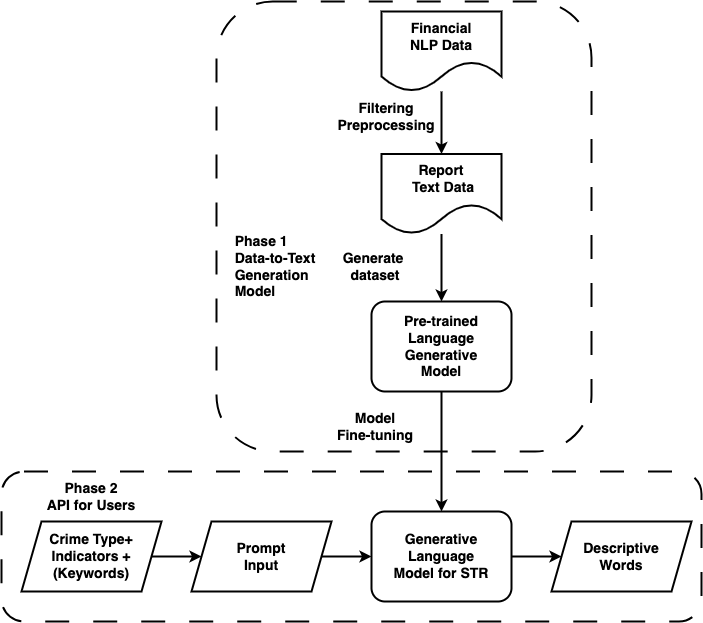 Financial
NLP Data
Filtering
Preprocessing
Report
Text Data
Phase 1
Data-to-Text
Generation
Model
Generate
dataset
Pre-trained
Language
Generative
Model
Model
Fine-tuning
Phase 2
API for Users
Crime Type+
Indicators +
(Keywords)
Prompt
Input
Generative
Language
Model for STR
Descriptive
Words